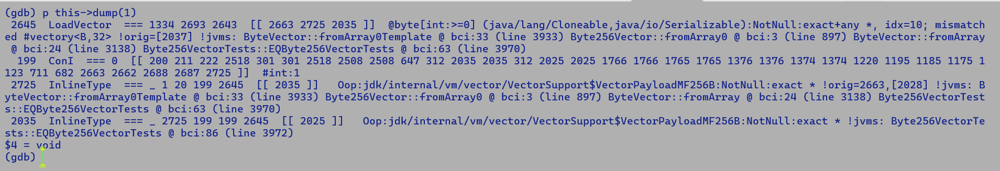 (gdb) p this->dump(1)
 2645  LoadVector  === 1334 2693 2643  [[ 2663 2725 2035 ]]  @byte[int:>=0] (java/lang/Cloneable,java/io/Serializable):NotNull:exact+any *, idx=10; mismatch
ed #vectory<B,32> !orig=[2037] !jvms: ByteVector::fromArray0Template @ bci:33 (line 3933) Byte256Vector::fromArray0 @ bci:3 (line 897) ByteVector::fromArray
 @ bci:24 (line 3138) Byte256VectorTests::EQByte256VectorTests @ bci:63 (line 3970)
  199  ConI  === 0  [[ 200 211 222 2518 301 301 2518 2508 2508 647 312 2035 2035 312 2025 2025 1766 1766 1765 1765 1376 1376 1374 1374 1220 1195 1185 1175 1
123 711 682 2663 2662 2688 2687 2725 ]]  #int:1
 2725  InlineType  === _ 1 20 199 2645  [[ 2035 ]]   Oop:jdk/internal/vm/vector/VectorSupport$VectorPayloadMF256B:NotNull:exact * !orig=2663,[2028] !jvms: B
yteVector::fromArray0Template @ bci:33 (line 3933) Byte256Vector::fromArray0 @ bci:3 (line 897) ByteVector::fromArray @ bci:24 (line 3138) Byte256VectorTest
s::EQByte256VectorTests @ bci:63 (line 3970)
 2035  InlineType  === _ 2725 199 199 2645  [[ 2025 ]]   Oop:jdk/internal/vm/vector/VectorSupport$VectorPayloadMF256B:NotNull:exact * !jvms: Byte256VectorTe
sts::EQByte256VectorTests @ bci:86 (line 3972)
$4 = void
(gdb)